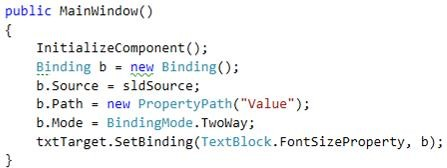 public MainWindow()
{
    InitializeComponent();
    Binding b = new Binding();
    b.Source = sldSource;
    b.Path = new PropertyPath("Value");
    b.Mode = BindingMode.TwoWay;
    txtTarget.SetBinding(TextBlock.FontSizeProperty, b);
}